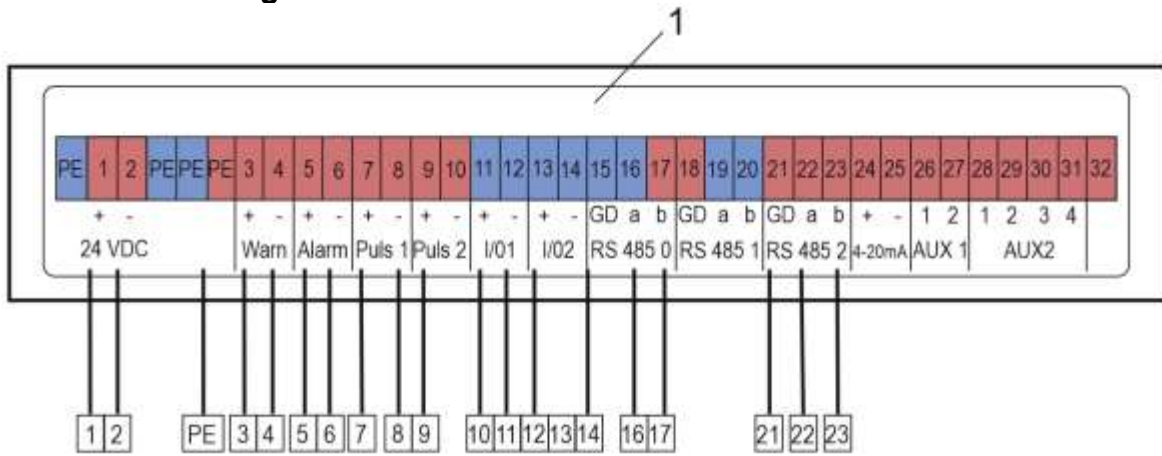 1
PE 1 2 PE PE PE 3 4 5 6 7 8 9 10 11 12 13 14 15 16 17 18 19 20 21 22 23 24 25 26 27 28 29 30 31 32
+ - + - + - + - + - + - + - GD a b GD a b GD a b + - 1 2 1 2 3 4
24 VDC Warn Alarm Puls 1 Puls 2 I/01 I/02 RS 485 0 RS 485 1 RS 485 2 4-20mA AUX 1 AUX2
1 2 PE 3 4 5 6 7 8 9 10 11 12 13 14 16 17 21 22 23